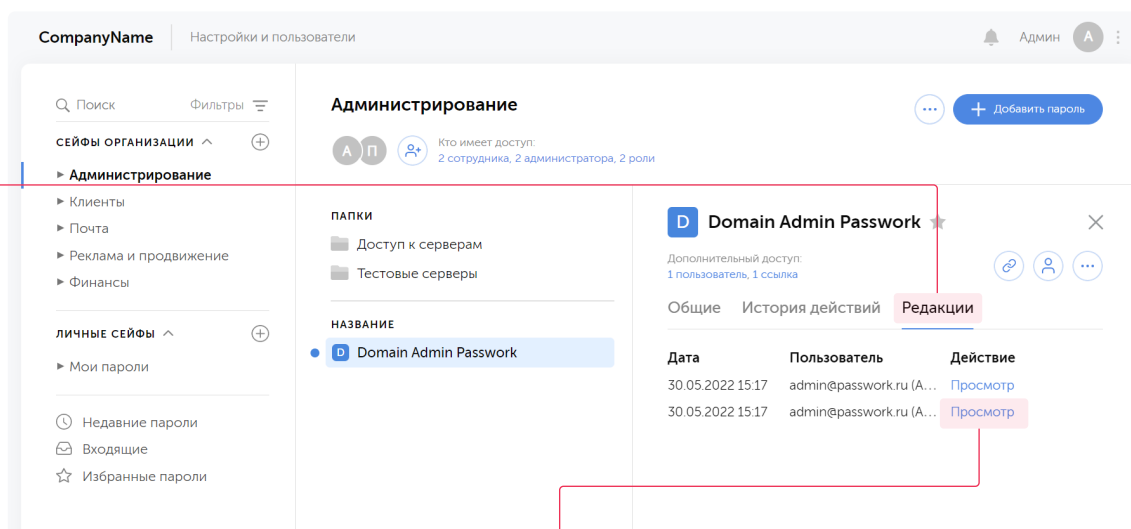 CompanyName
Настройки и пользователи
Админ
А
Поиск
Фильтры
СЕЙФЫ ОРГАНИЗАЦИИ
Администрирование
Клиенты
Почта
Реклама и продвижение
Финансы
ЛИЧНЫЕ СЕЙФЫ
Мои пароли
Недавние пароли
Входящие
Избранные пароли
Администрирование
Добавить пароль
А П
Кто имеет доступ:
2 сотрудника, 2 администратора, 2 роли
ПАПКИ
Доступ к серверам
Тестовые серверы
НАЗВАНИЕ
D Domain Admin Passwork
D Domain Admin Passwork
Дополнительный доступ:
1 пользователь, 1 ссылка
Общие История действий Редакции
Дата Пользователь Действие
30.05.2022 15:17 admin@passwork.ru (A... Просмотр
30.05.2022 15:17 admin@passwork.ru (A... Просмотр